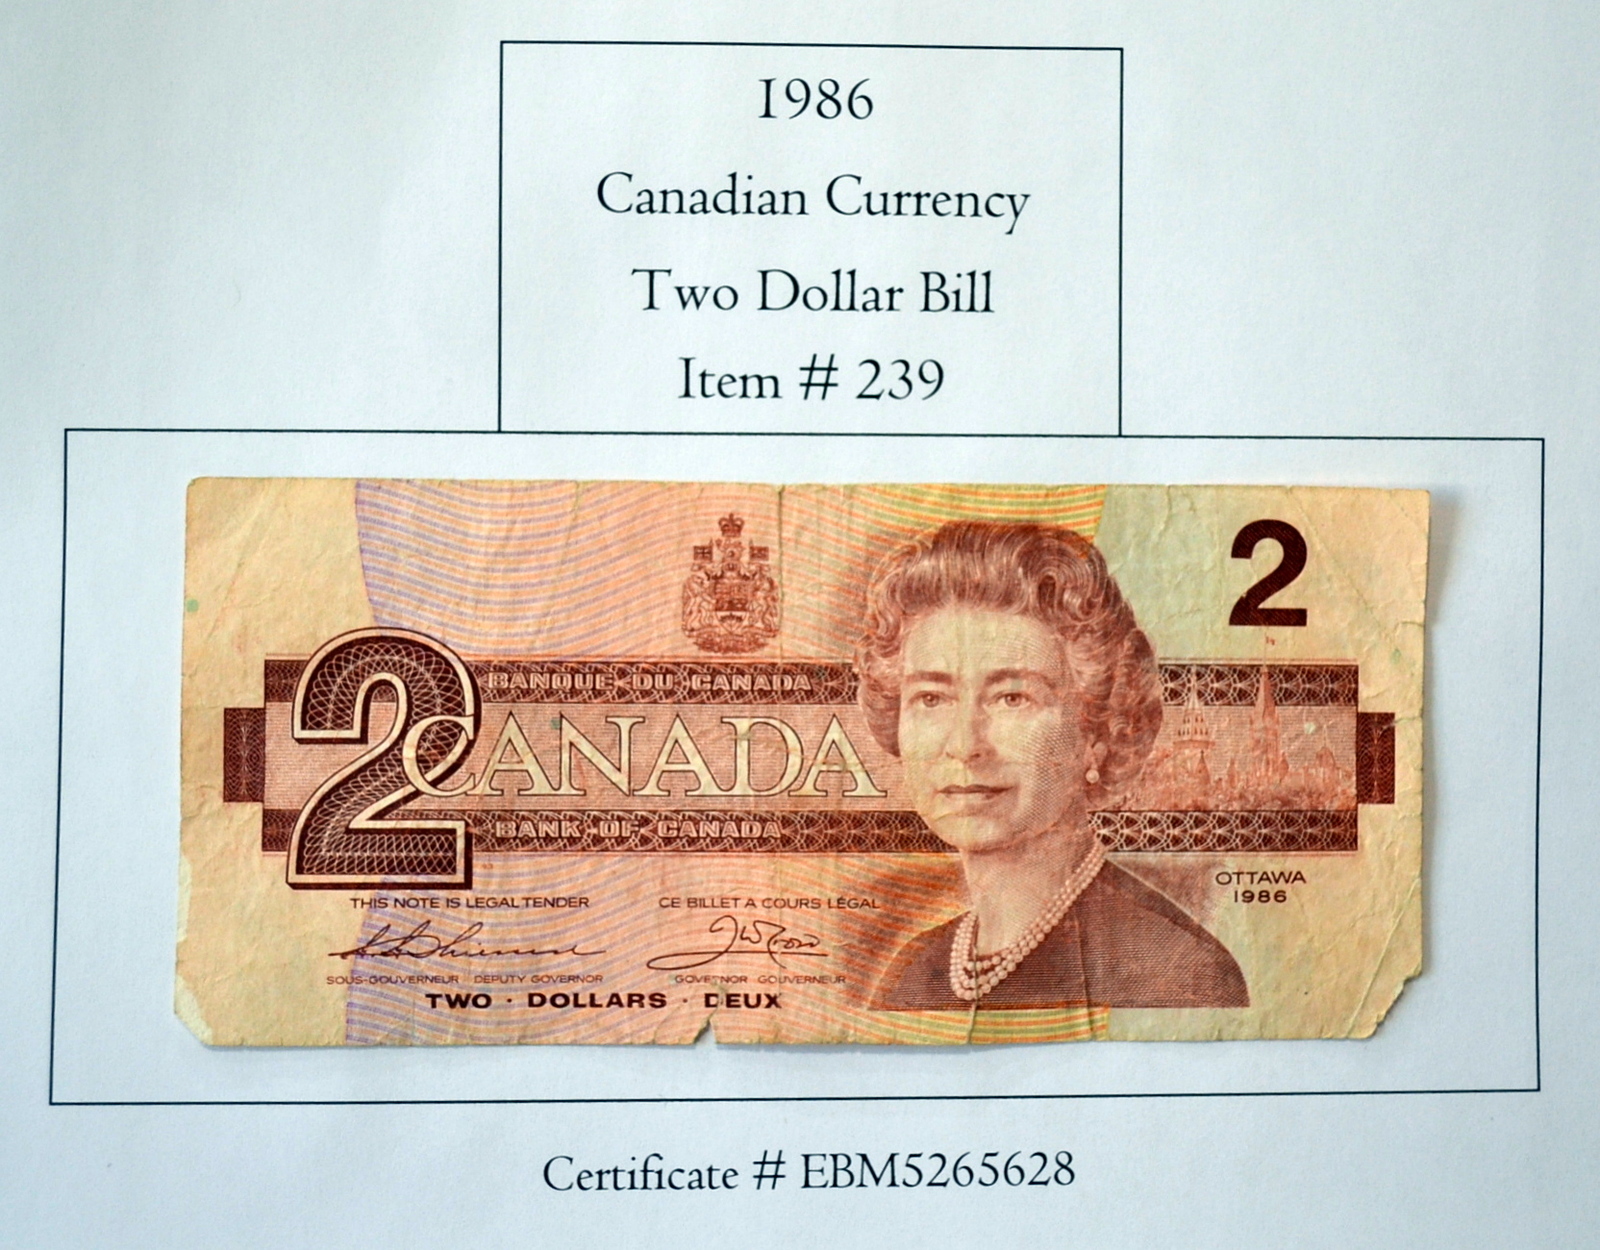 1986
Canadian Currency
Two Dollar Bill
Item # 239
2
BANQUE DU CANADA
2
CANADA
BANK OF CANADA
OTTAWA
1986
THIS NOTE IS LEGAL TENDER CE BILLET A COURS LÉGAL
SOUS-GOUVERNEUR DEPUTY GOVERNOR GOVERNOR GOUVERNEUR
TWO · DOLLARS · DEUX
Certificate # EBM5265628